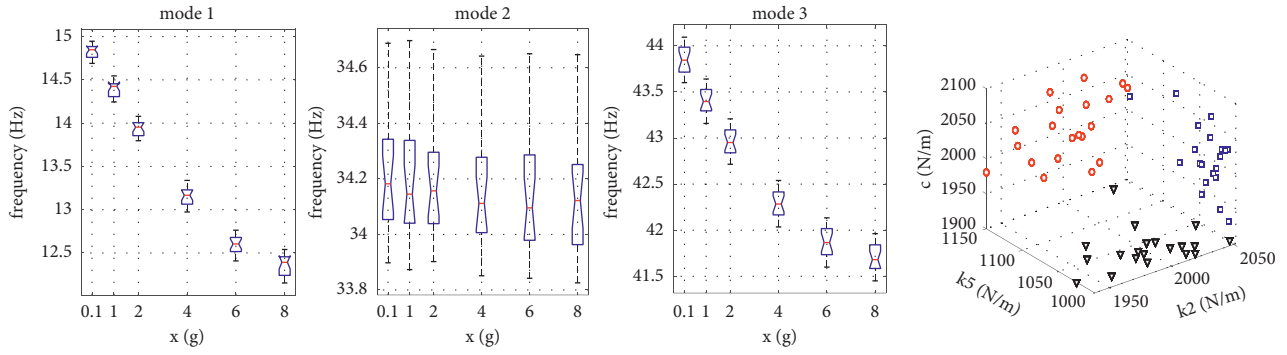 mode 1
frequency (Hz)
15
14.5
14
13.5
13
12.5
0.1 1 2 4 6 8
x (g)
mode 2
frequency (Hz)
34.6
34.4
34.2
34
33.8
0.1 1 2 4 6 8
x (g)
mode 3
frequency (Hz)
44
43.5
43
42.5
42
41.5
0.1 1 2 4 6 8
x (g)
c (N/m)
2100
2050
2000
1950
1900
1150
1100
1050
1000
k5 (N/m)
1950
2000
2050
k2 (N/m)